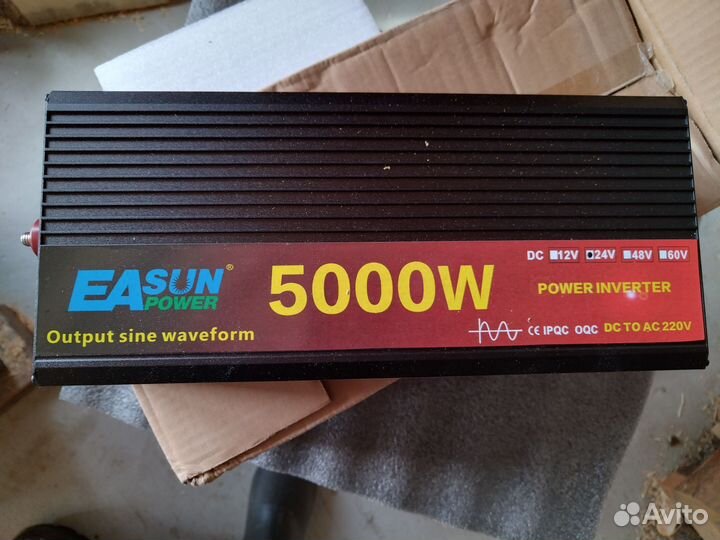 DC 12V 24V 48V 60V
EASUN®
POWER
5000W
POWER INVERTER
Output sine waveform
CE IPQC OQC DC TO AC 220V
Avito